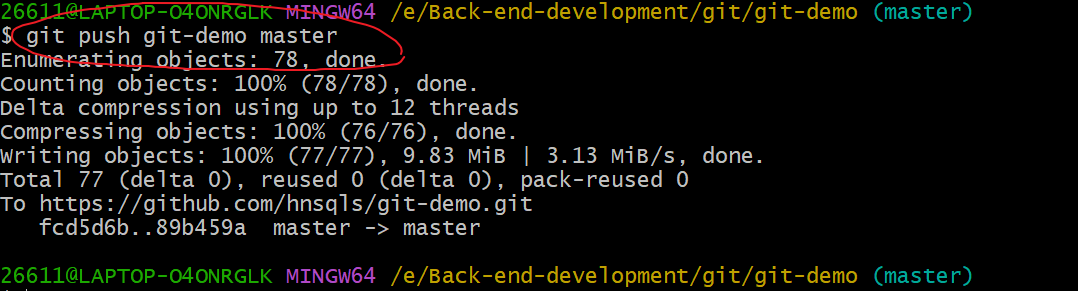 26611@LAPTOP-O4ONRGLK MINGW64 /e/Back-end-development/git/git-demo (master)
$ git push git-demo master
Enumerating objects: 78, done.
Counting objects: 100% (78/78), done.
Delta compression using up to 12 threads
Compressing objects: 100% (76/76), done.
Writing objects: 100% (77/77), 9.83 MiB | 3.13 MiB/s, done.
Total 77 (delta 0), reused 0 (delta 0), pack-reused 0
To https://github.com/hnsqls/git-demo.git
   fcd5d6b..89b459a  master -> master
26611@LAPTOP-O4ONRGLK MINGW64 /e/Back-end-development/git/git-demo (master)